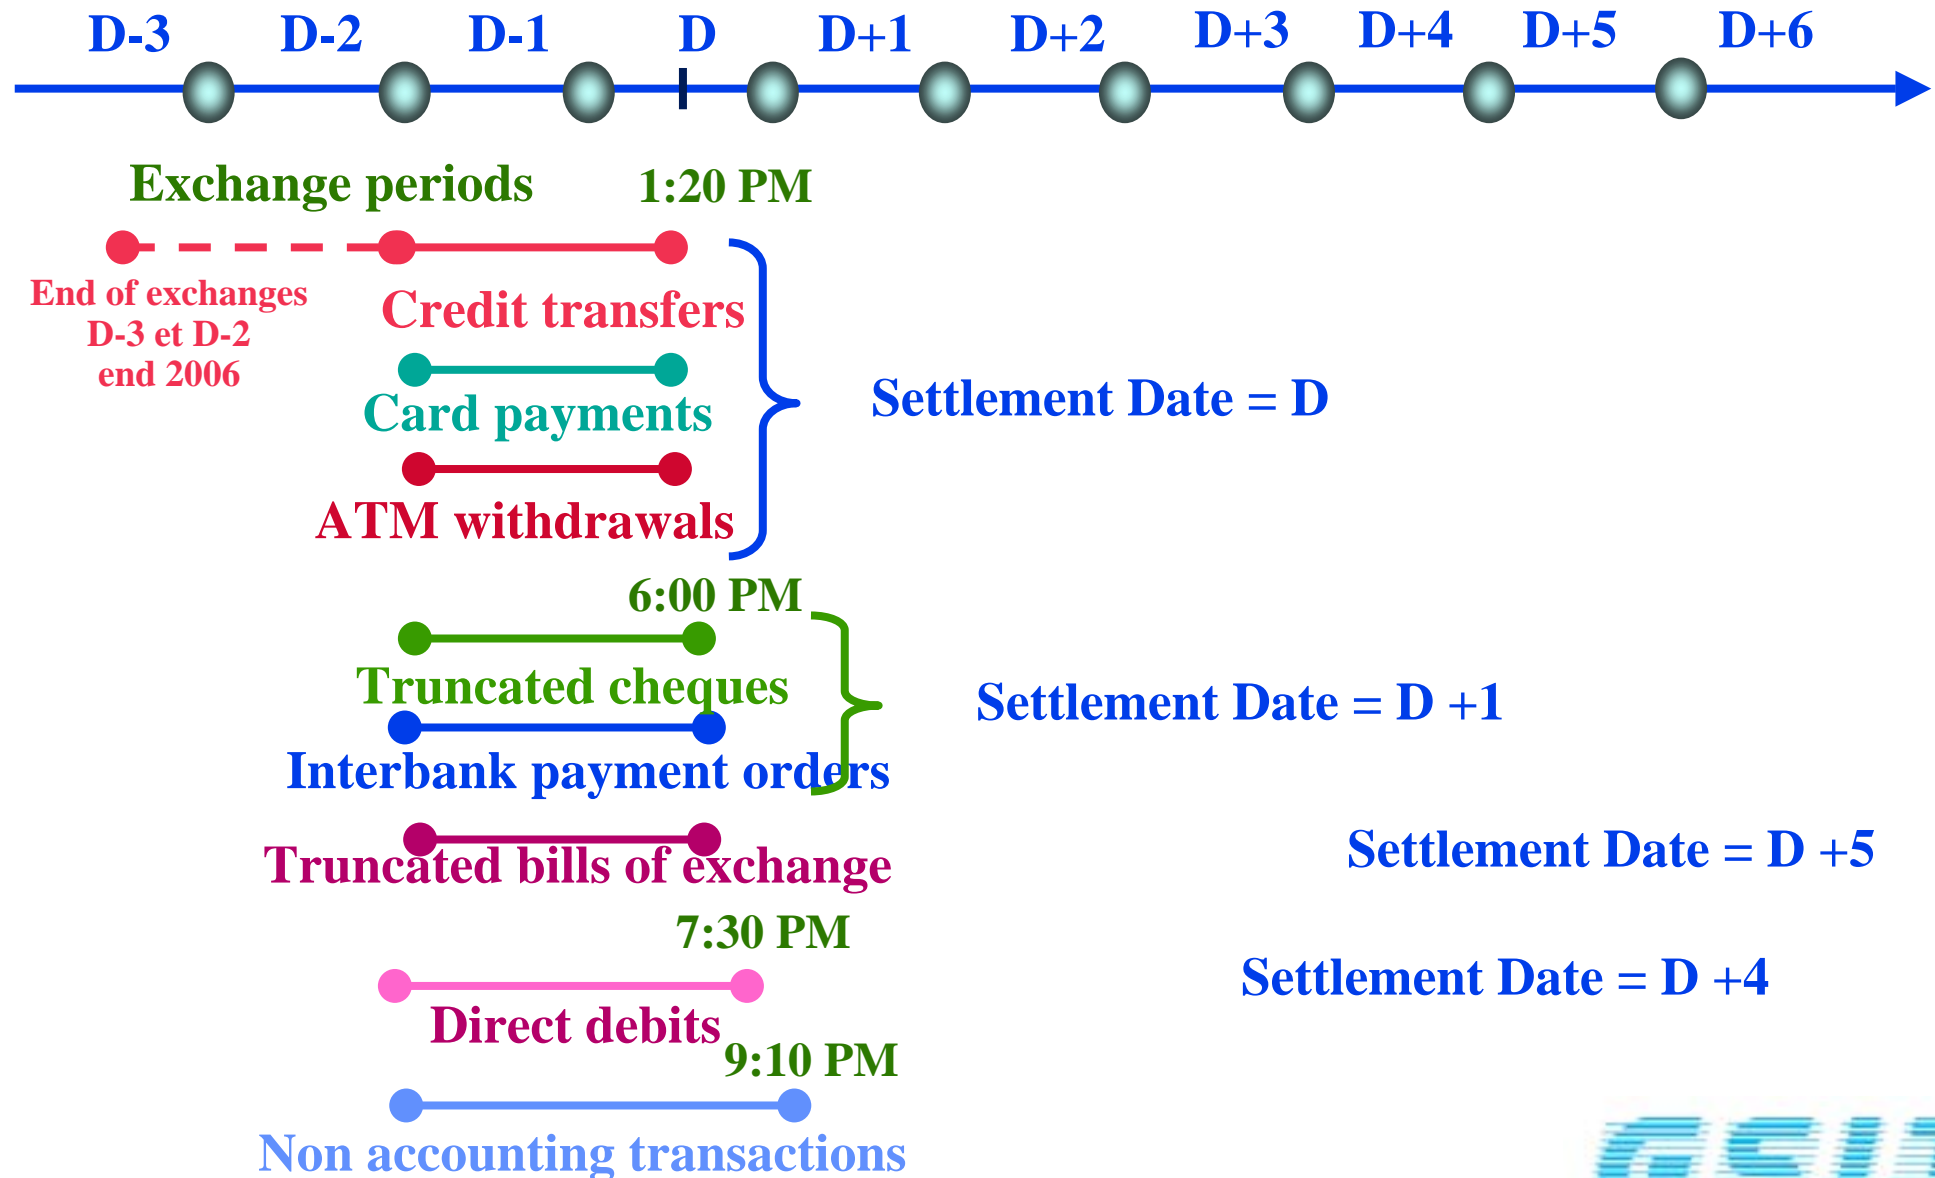 D-3 D-2 D-1 D D+1 D+2 D+3 D+4 D+5 D+6
Exchange periods 1:20 PM
End of exchanges
D-3 et D-2
end 2006
Credit transfers
Card payments
Settlement Date = D
ATM withdrawals
6:00 PM
Truncated cheques
Settlement Date = D +1
Interbank payment orders
Truncated bills of exchange
Settlement Date = D +5
7:30 PM
Settlement Date = D +4
Direct debits
9:10 PM
Non accounting transactions